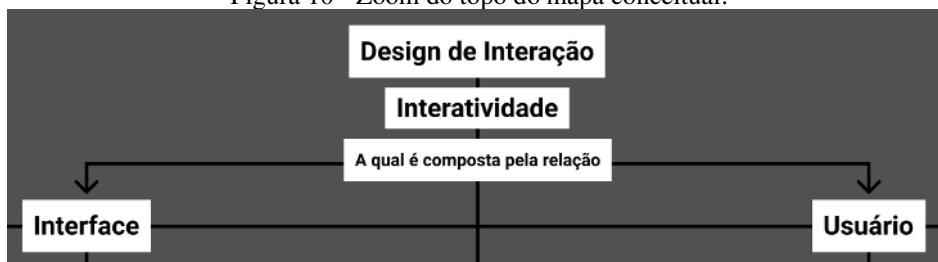 Figura 10 - Zoom do topo do mapa conceitual.
Design de Interação
Interatividade
A qual é composta pela relação
Interface
Usuário